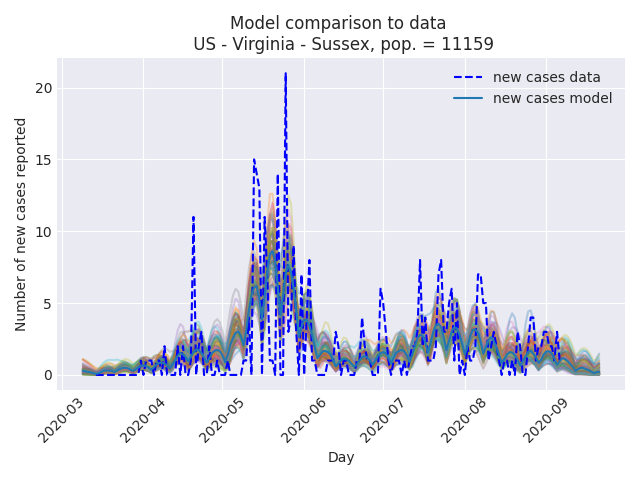 Model comparison to data
US - Virginia - Sussex, pop. = 11159
new cases data
new cases model
Number of new cases reported
20
15
10
5
0
2020-03
2020-04
2020-05
2020-06
2020-07
2020-08
2020-09
Day